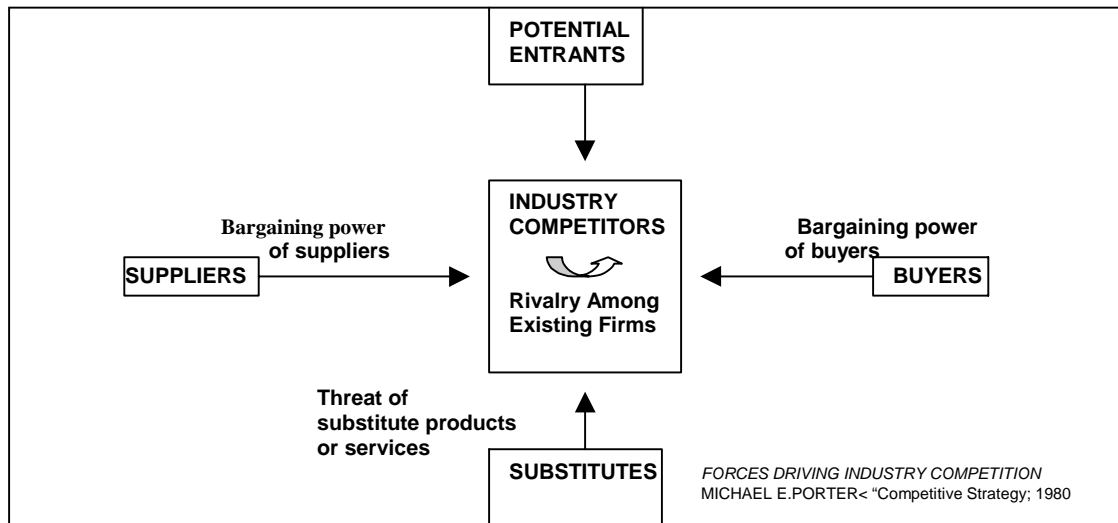 POTENTIAL
ENTRANTS
INDUSTRY
COMPETITORS
Rivalry Among
Existing Firms
Bargaining power
of suppliers
SUPPLIERS
Bargaining power
of buyers
BUYERS
Threat of
substitute products
or services
SUBSTITUTES
FORCES DRIVING INDUSTRY COMPETITION
MICHAEL E.PORTER< “Competitive Strategy; 1980